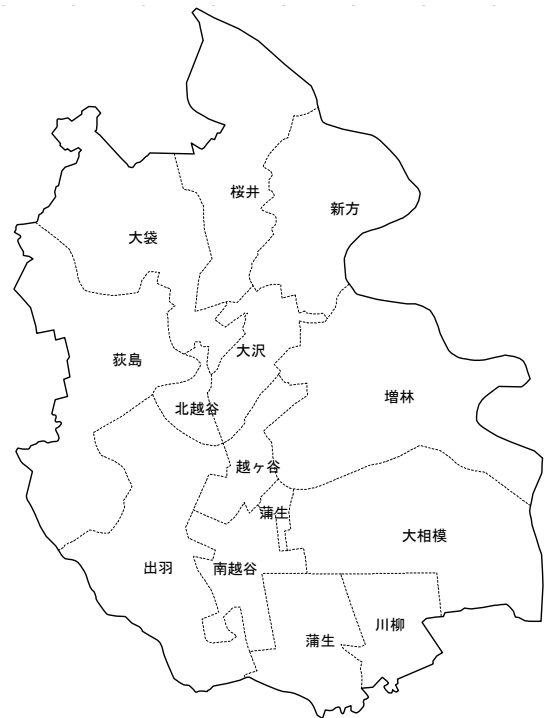 桜井
新方
大袋
大沢
荻島
増林
北越谷
越ヶ谷
蒲生
大相模
出羽
南越谷
川柳
蒲生